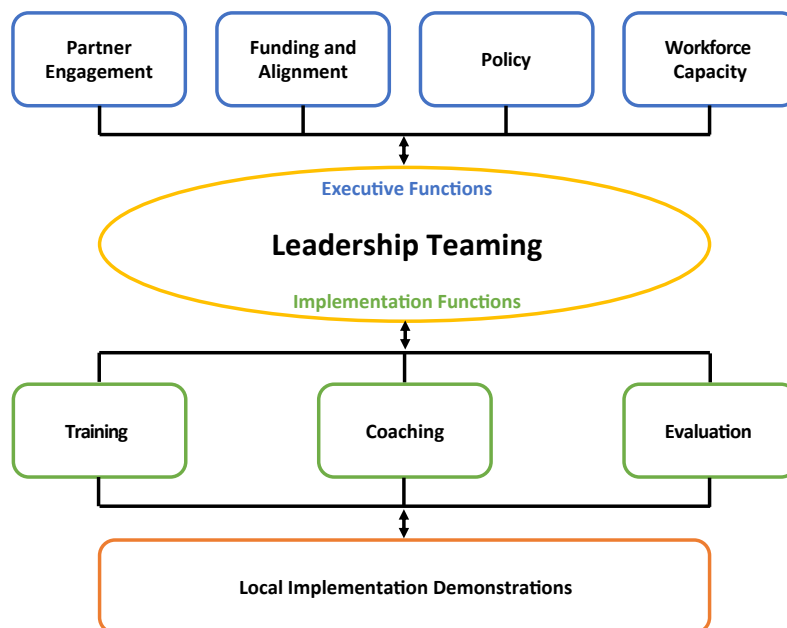 Partner
Engagement
Funding and
Alignment
Policy
Workforce
Capacity
Executive Functions
Leadership Teaming
Implementation Functions
Training
Coaching
Evaluation
Local Implementation Demonstrations